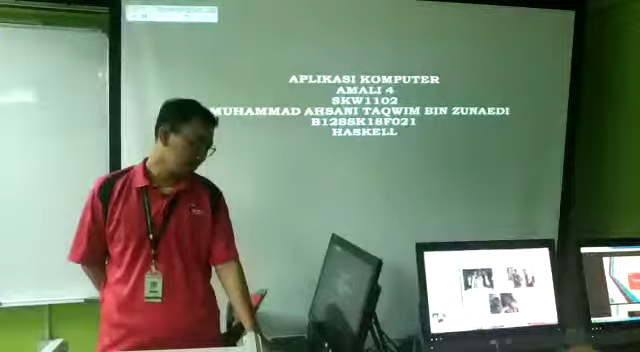 APLIKASI KOMPUTER
AMALI 4
SKW1102
MUHAMMAD AHSANI TAQWIM BIN ZUNAEDI
B12SSK18F021
HASKELL